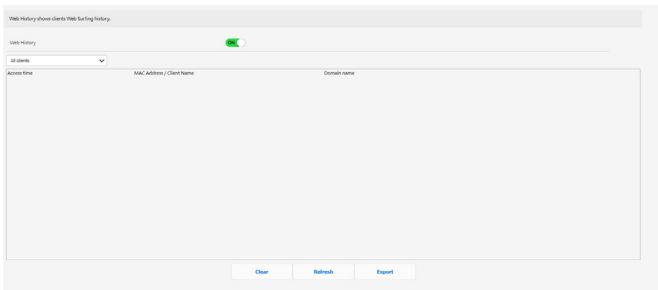 Web History shows clients Web Surfing history.
Web History
ON
All clients
Access time MAC Address / Client Name Domain name
Clear Refresh Export